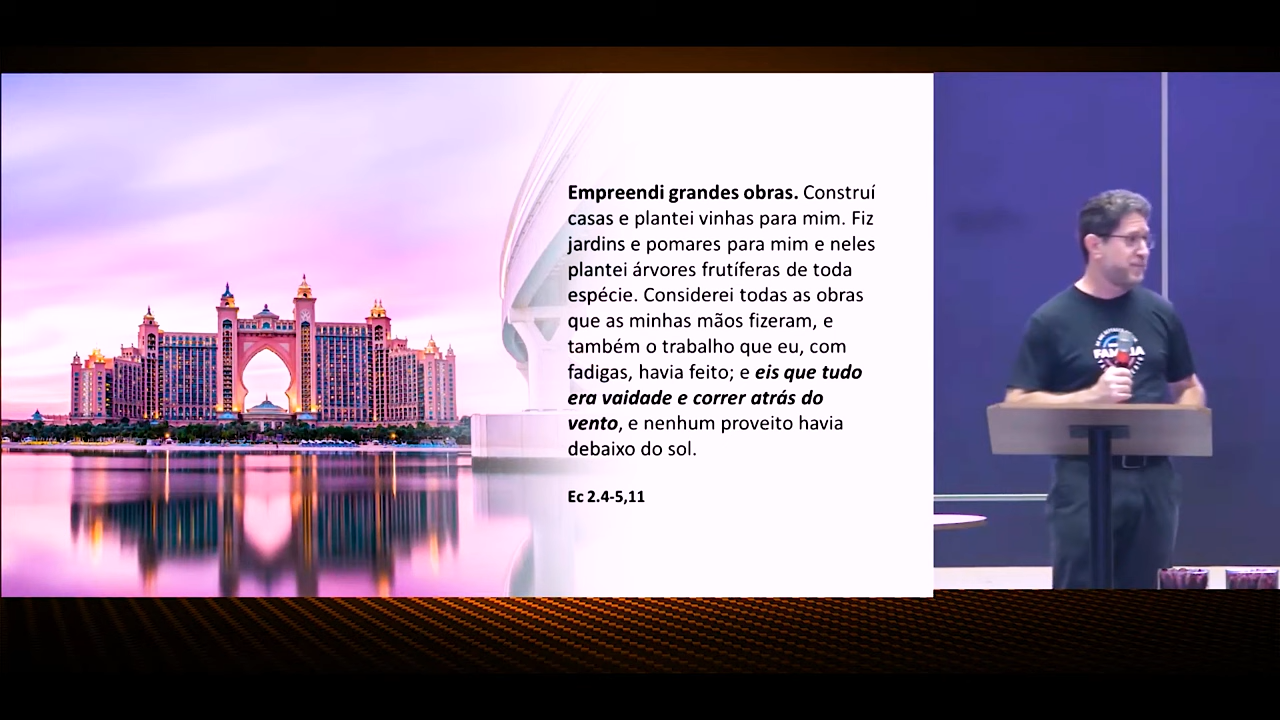 Empreendi grandes obras. Construí
casas e plantei vinhas para mim. Fiz
jardins e pomares para mim e neles
plantei árvores frutíferas de toda
espécie. Considerei todas as obras
que as minhas mãos fizeram, e
também o trabalho que eu, com
fadigas, havia feito; e eis que tudo
era vaidade e correr atrás do
vento, e nenhum proveito havia
debaixo do sol.
Ec 2.4-5,11